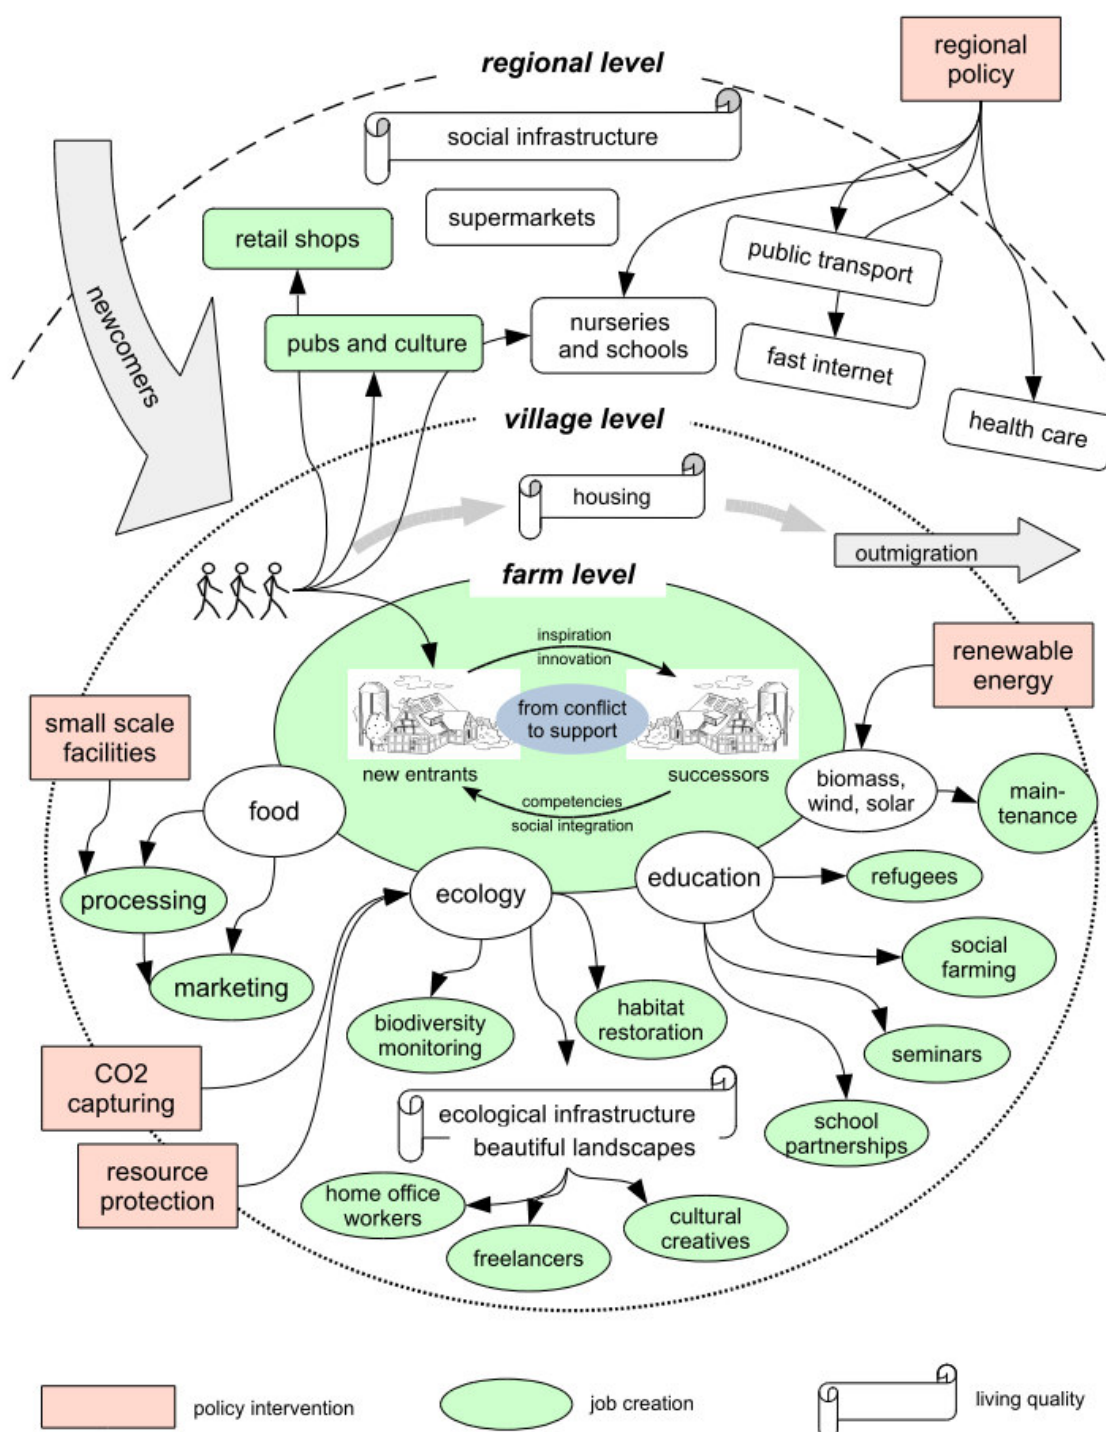 regional
policy
regional level
social infrastructure
supermarkets
retail shops
public transport
newcomers
nurseries
and schools
pubs and culture
fast internet
health care
village level
housing
outmigration
farm level
inspiration
innovation
renewable
energy
from conflict
to support
small scale
facilities
new entrants
successors
biomass,
wind, solar
main-
tenance
food
competencies
social integration
education
refugees
ecology
processing
social
farming
marketing
habitat
restoration
biodiversity
monitoring
seminars
CO2
capturing
ecological infrastructure
beautiful landscapes
school
partnerships
resource
protection
home office
workers
cultural
creatives
freelancers
policy intervention
job creation
living quality